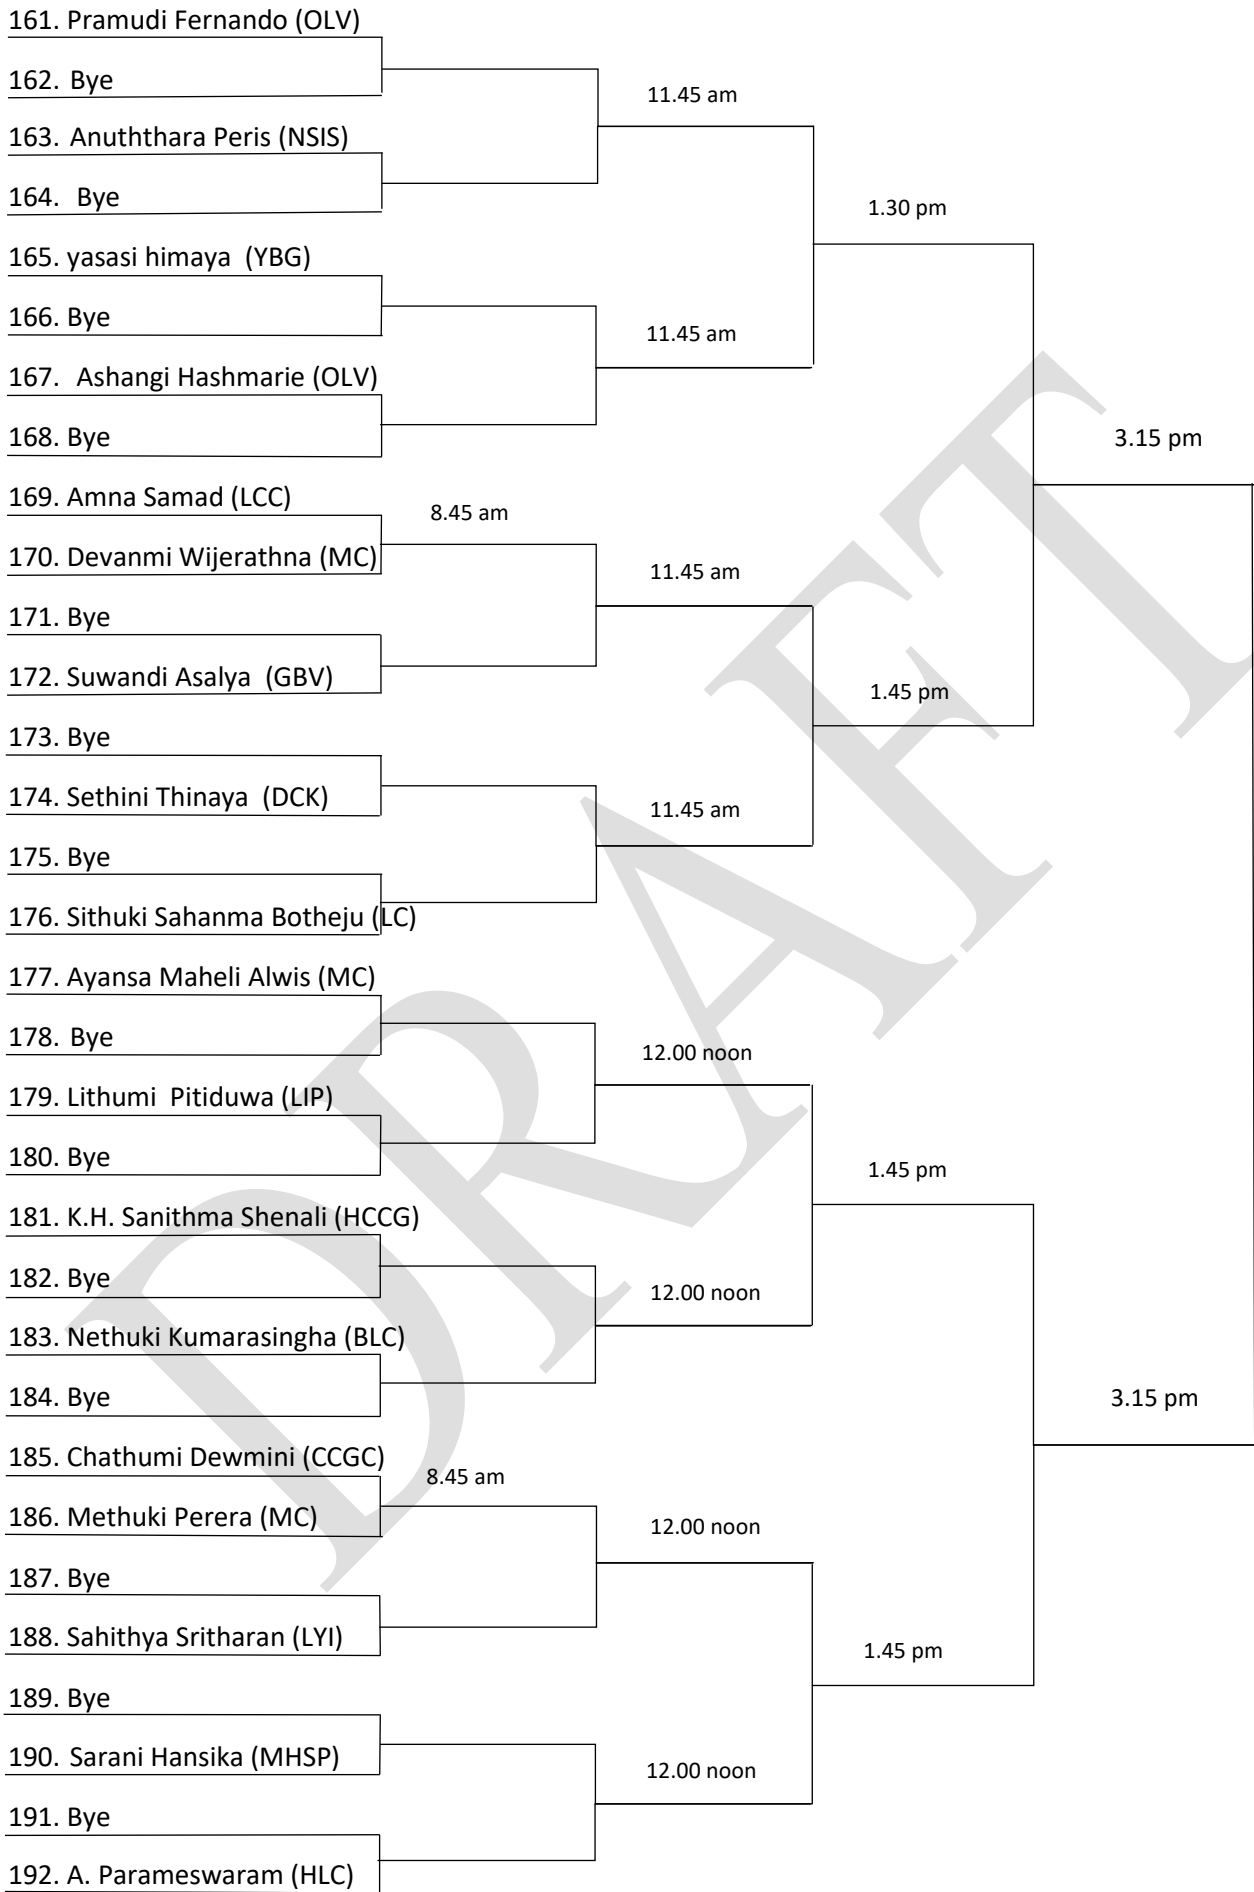 161. Pramudi Fernando (OLV)
162. Bye
11.45 am
163. Anuththara Peris (NSIS)
164. Bye
1.30 pm
165. yasasi himaya (YBG)
166. Bye
11.45 am
167. Ashangi Hashmarie (OLV)
168. Bye
3.15 pm
169. Amna Samad (LCC)
8.45 am
170. Devanmi Wijerathna (MC)
11.45 am
171. Bye
172. Suwandi Asalya (GBV)
1.45 pm
173. Bye
174. Sethini Thinaya (DCK)
11.45 am
175. Bye
176. Sithuki Sahanma Botheju (LC)
177. Ayansa Maheli Alwis (MC)
178. Bye
12.00 noon
179. Lithumi Pitiduwa (LIP)
180. Bye
1.45 pm
181. K.H. Sanithma Shenali (HCCG)
182. Bye
12.00 noon
183. Nethuki Kumarasingha (BLC)
184. Bye
3.15 pm
185. Chathumi Dewmini (CCGC)
8.45 am
186. Methuki Perera (MC)
12.00 noon
187. Bye
188. Sahithya Sritharan (LYI)
1.45 pm
189. Bye
190. Sarani Hansika (MHSP)
12.00 noon
191. Bye
192. A. Parameswaram (HLC)
DRAFT